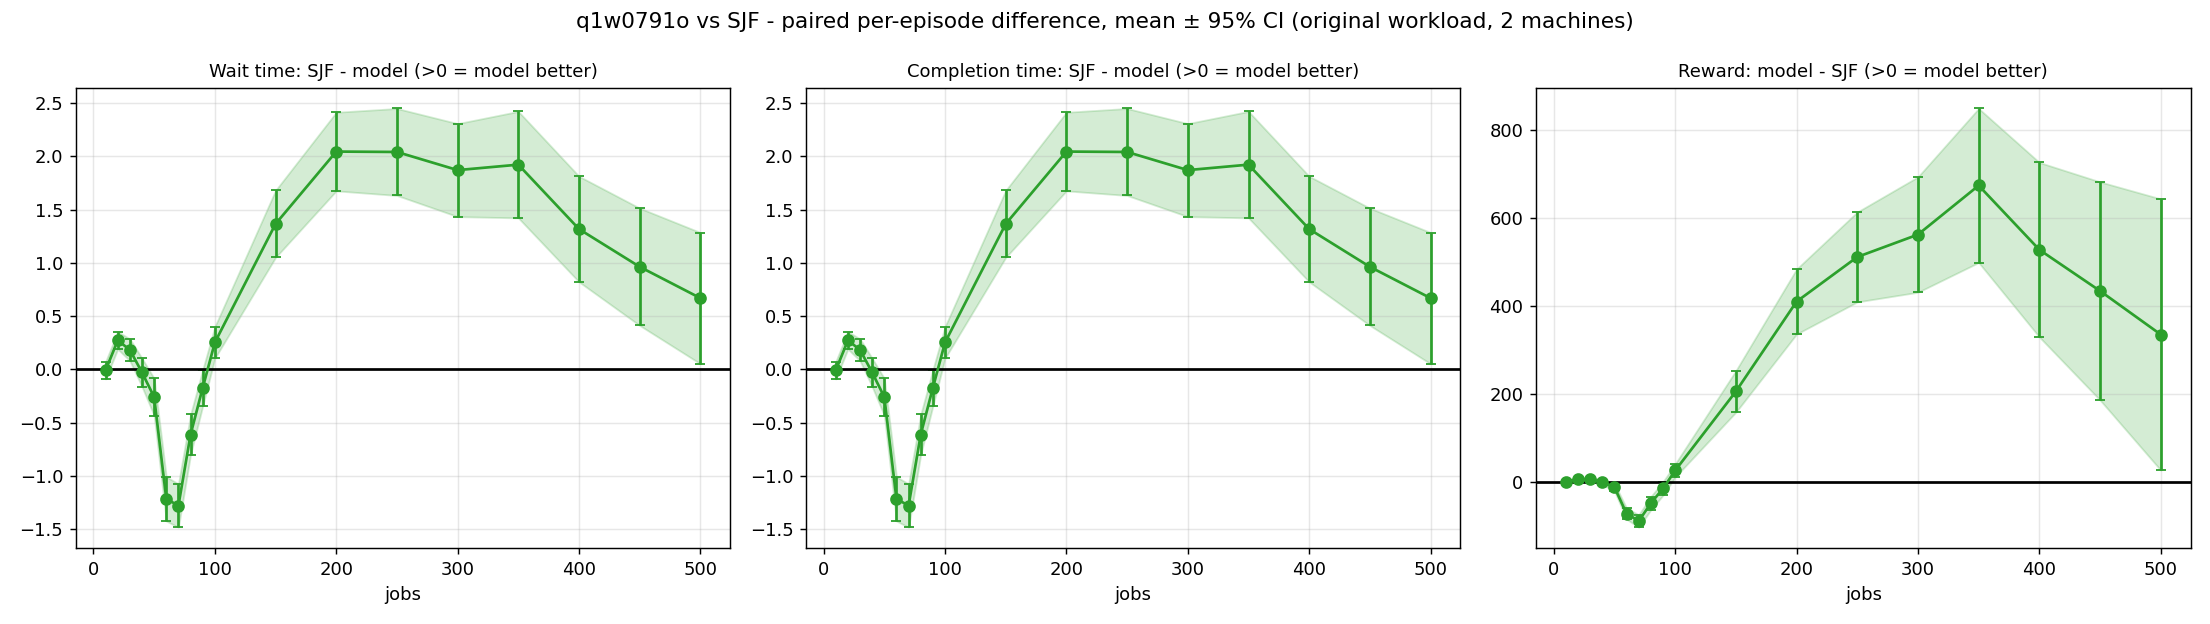 q1w0791o vs SJF - paired per-episode difference, mean ± 95% CI (original workload, 2 machines)
Wait time: SJF - model (>0 = model better)
2.5
2.0
1.5
1.0
0.5
0.0
−0.5
−1.0
−1.5
0 100 200 300 400 500
jobs
Completion time: SJF - model (>0 = model better)
2.5
2.0
1.5
1.0
0.5
0.0
−0.5
−1.0
−1.5
0 100 200 300 400 500
jobs
Reward: model - SJF (>0 = model better)
800
600
400
200
0
0 100 200 300 400 500
jobs